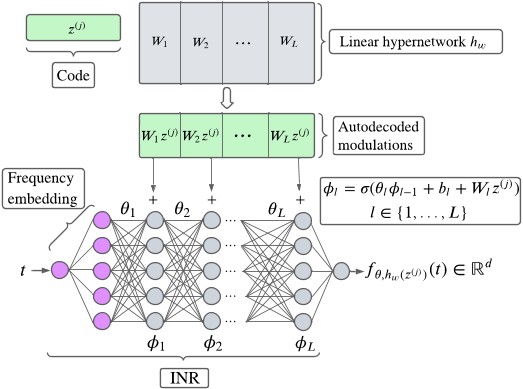 z^{(j)}
Code
W_1 W_2 ... W_L
Linear hypernetwork h_w
W_1 z^{(j)} W_2 z^{(j)} ... W_L z^{(j)}
Autodecoded
modulations
Frequency
embedding
+ + +
ϕ_l = σ(θ_l ϕ_{l−1} + b_l + W_l z^{(j)})
l ∈ {1, …, L}
θ_1 θ_2 θ_L
... ... ... ... ...
t
f_{θ,h_w(z^{(j)})}(t) ∈ ℝ^d
ϕ_1 ϕ_2 ϕ_L
INR